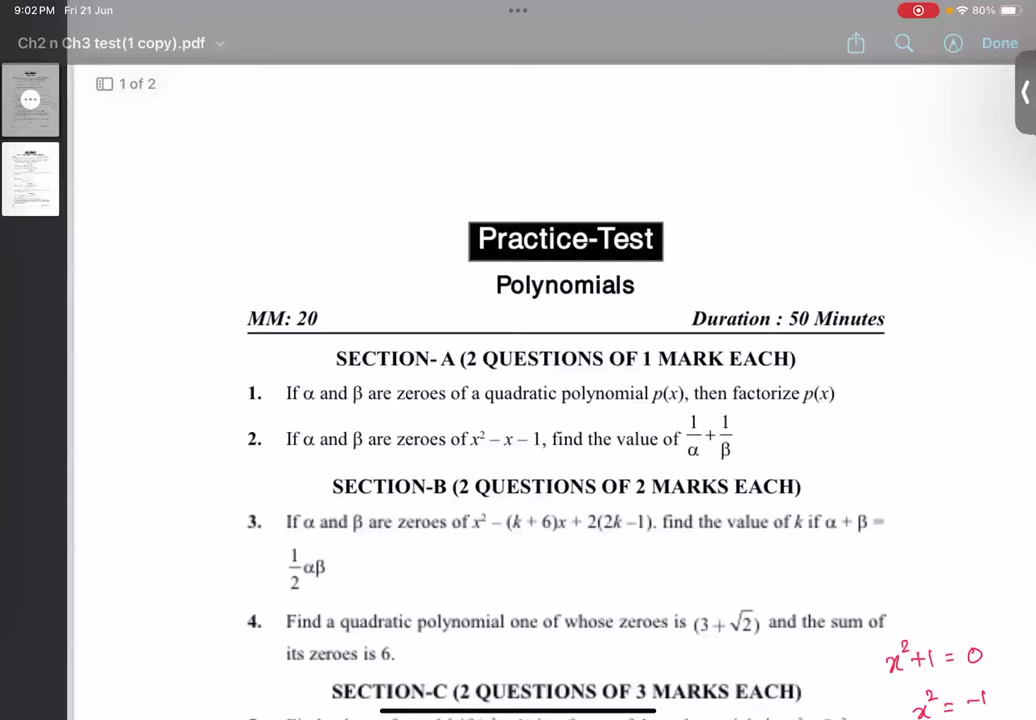 9:02PM Fri 21 Jun
80%
Ch2 n Ch3 test(1 copy).pdf
Done
1 of 2
Practice-Test
Polynomials
MM: 20 Duration : 50 Minutes
SECTION- A (2 QUESTIONS OF 1 MARK EACH)
1. If α and β are zeroes of a quadratic polynomial p(x), then factorize p(x)
2. If α and β are zeroes of x² – x – 1, find the value of 1/α + 1/β
SECTION-B (2 QUESTIONS OF 2 MARKS EACH)
3. If α and β are zeroes of x² – (k + 6)x + 2(2k –1). find the value of k if α + β =
1/2 αβ
4. Find a quadratic polynomial one of whose zeroes is (3 + √2) and the sum of
its zeroes is 6.
x² + 1 = 0
x² = -1
SECTION-C (2 QUESTIONS OF 3 MARKS EACH)